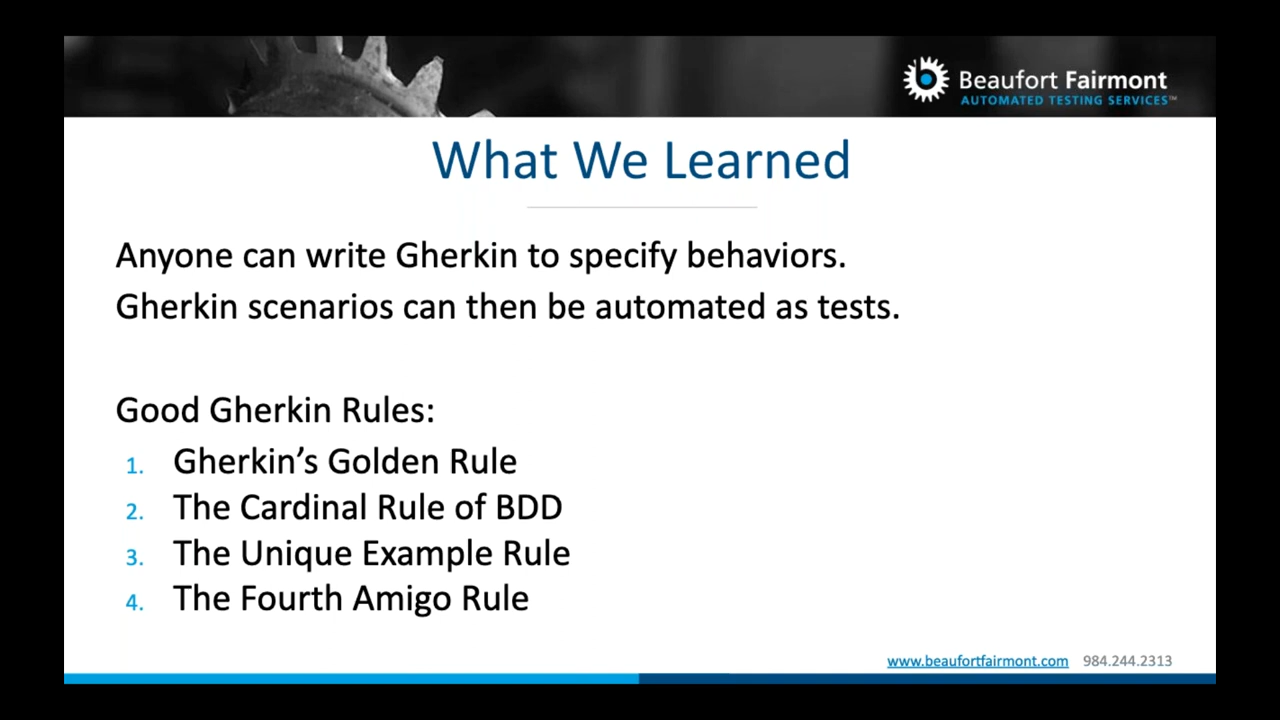 Beaufort Fairmont
AUTOMATED TESTING SERVICES™
What We Learned
Anyone can write Gherkin to specify behaviors.
Gherkin scenarios can then be automated as tests.
Good Gherkin Rules:
1. Gherkin’s Golden Rule
2. The Cardinal Rule of BDD
3. The Unique Example Rule
4. The Fourth Amigo Rule
www.beaufortfairmont.com 984.244.2313